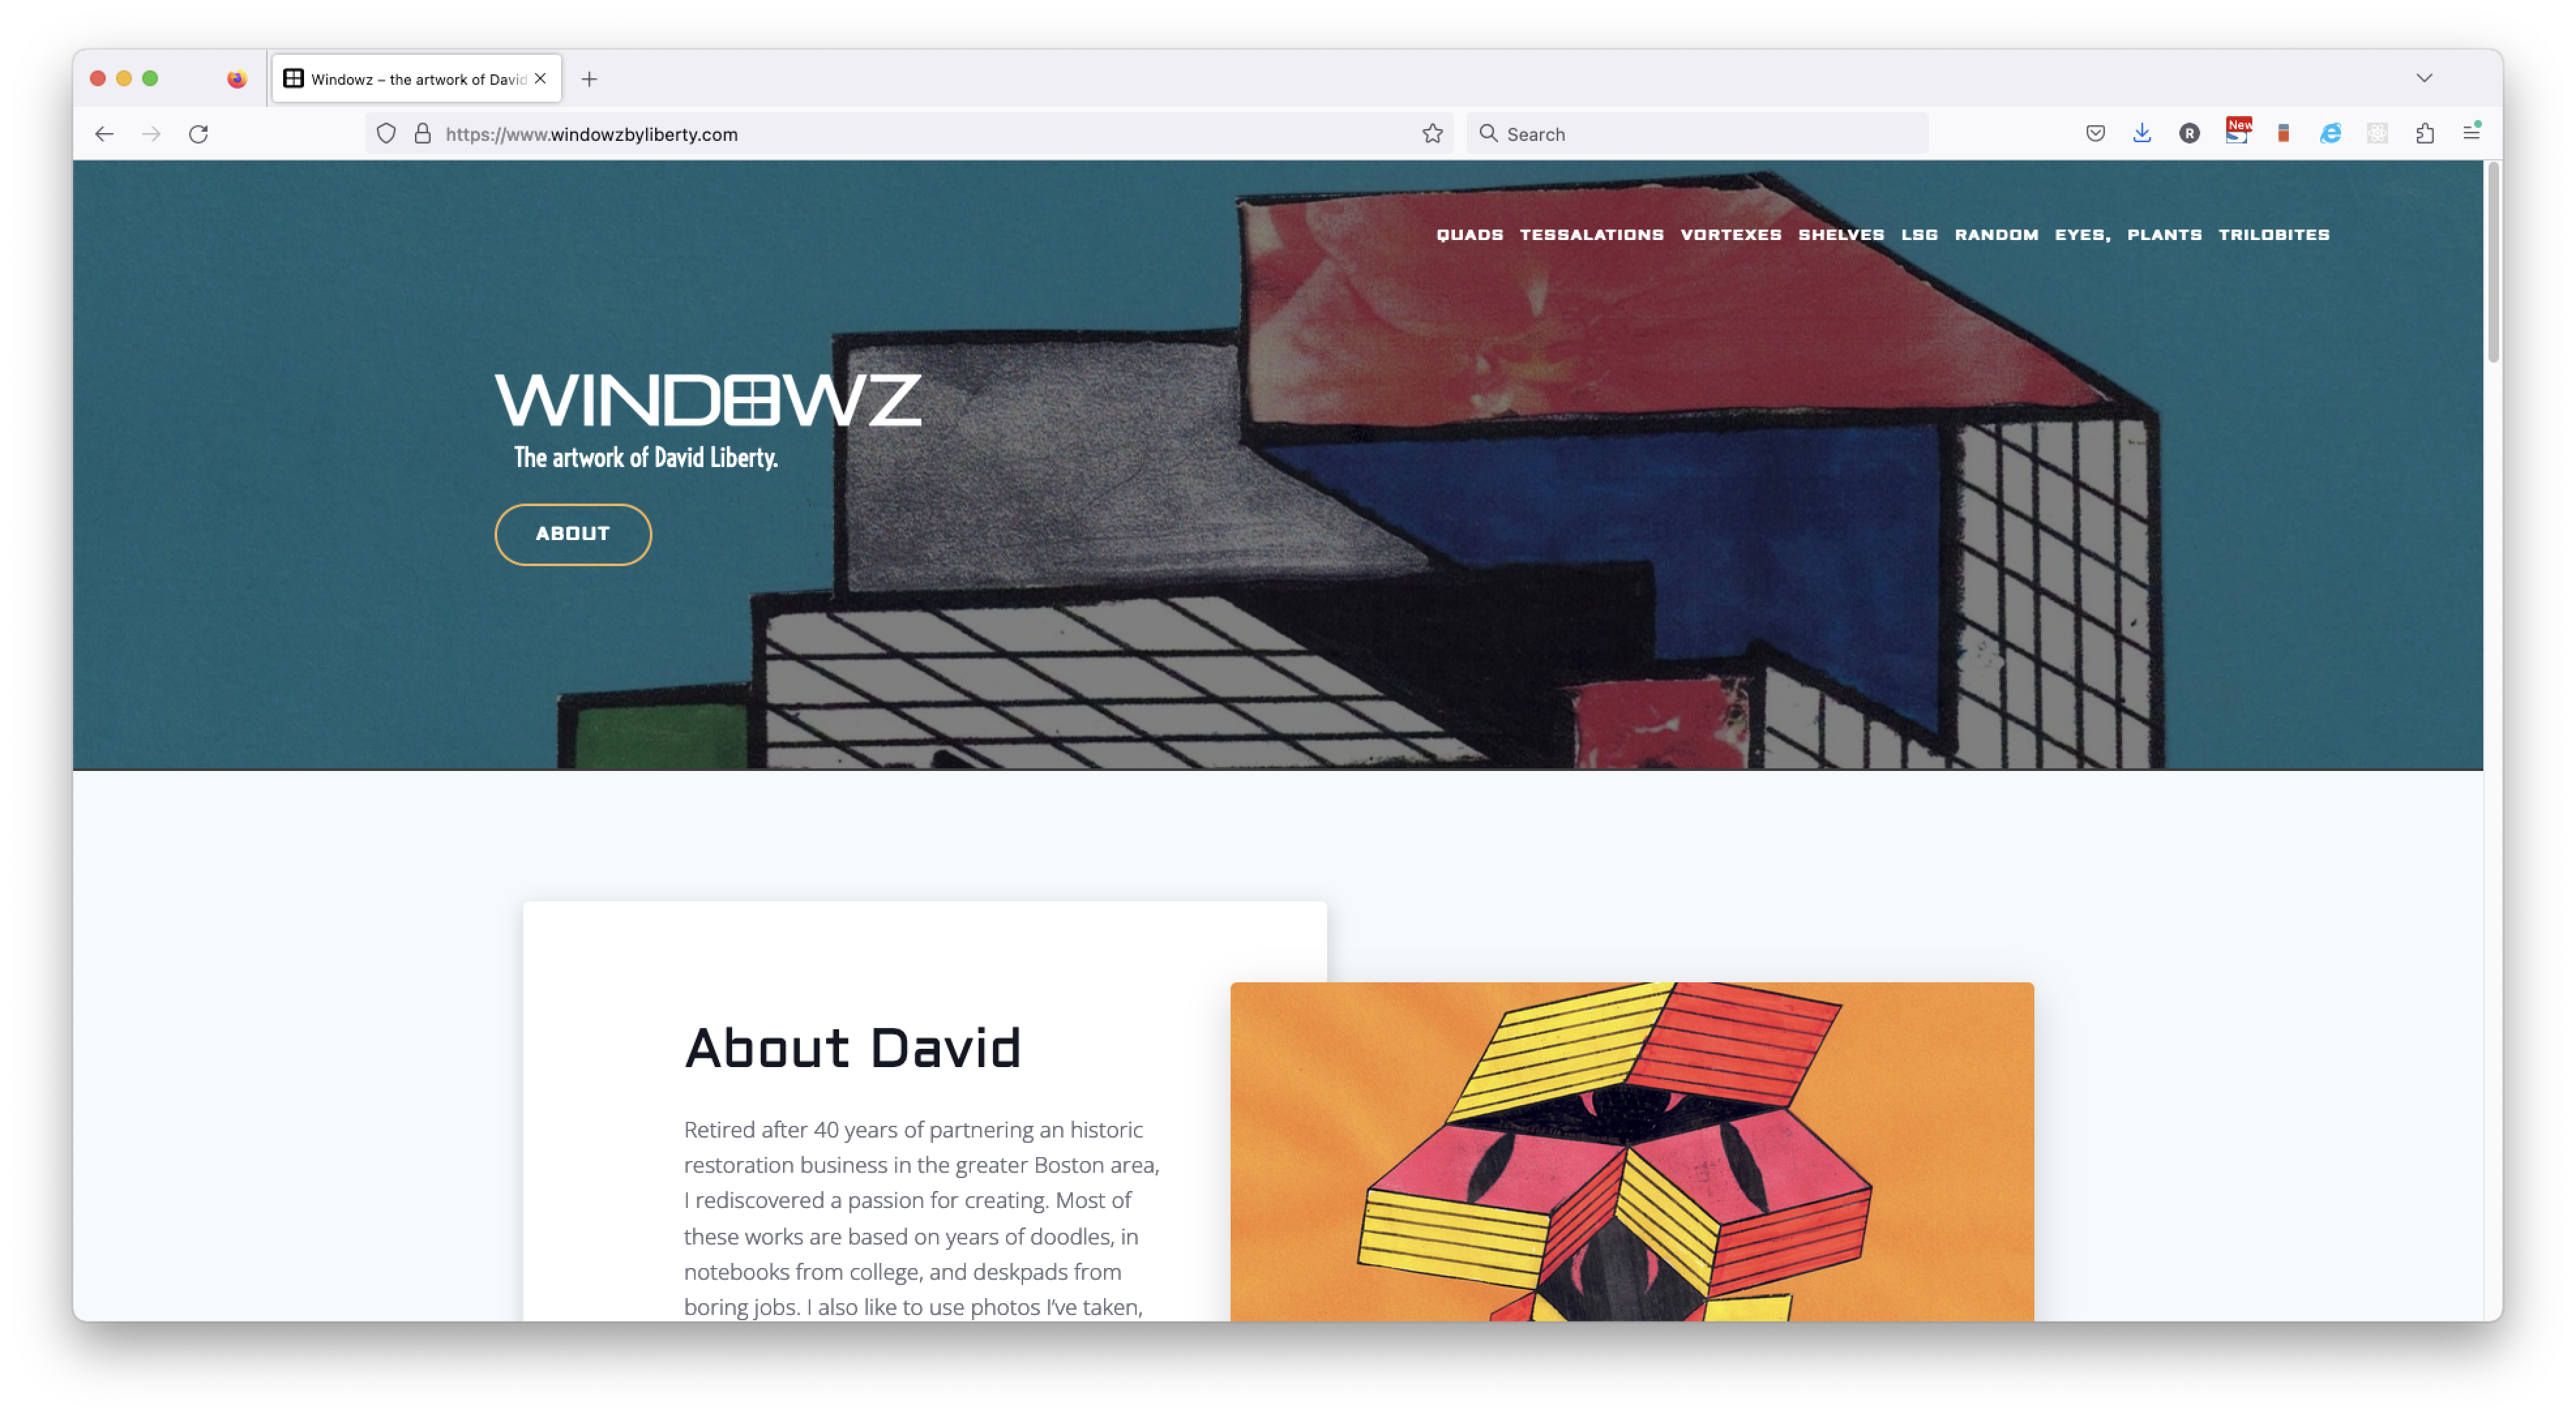 Windowz – the artwork of David
https://www.windowzbyliberty.com
Search
R
New
QUADS TESSALATIONS VORTEXES SHELVES LSG RANDOM EYES, PLANTS TRILOBITES
WINDOWZ
The artwork of David Liberty.
ABOUT
About David
Retired after 40 years of partnering an historic
restoration business in the greater Boston area,
I rediscovered a passion for creating. Most of
these works are based on years of doodles, in
notebooks from college, and deskpads from
boring jobs. I also like to use photos I've taken,